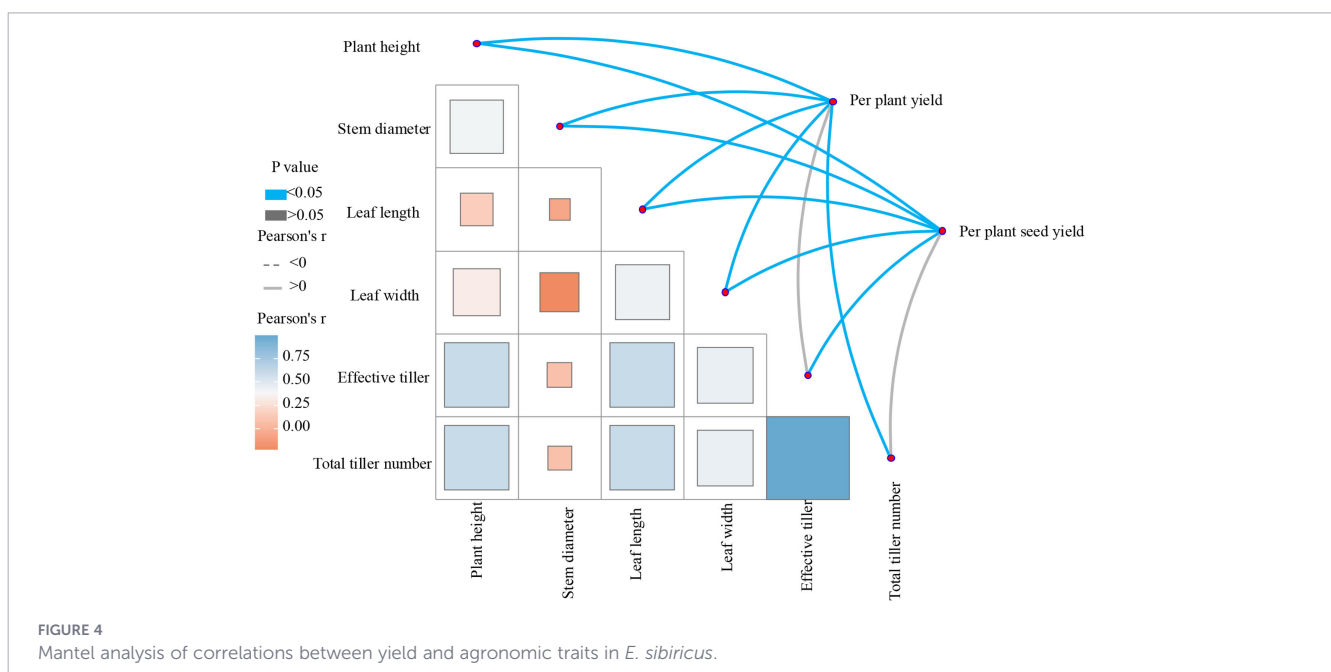 Plant height
Per plant yield
Stem diameter
P value
<0.05
>0.05
Leaf length
Pearson's r
<0
>0
Per plant seed yield
Leaf width
Pearson's r
0.75
0.50
0.25
0.00
Effective tiller
Total tiller number
Plant height
Stem diameter
Leaf length
Leaf width
Effective tiller
Total tiller number
FIGURE 4
Mantel analysis of correlations between yield and agronomic traits in E. sibiricus.